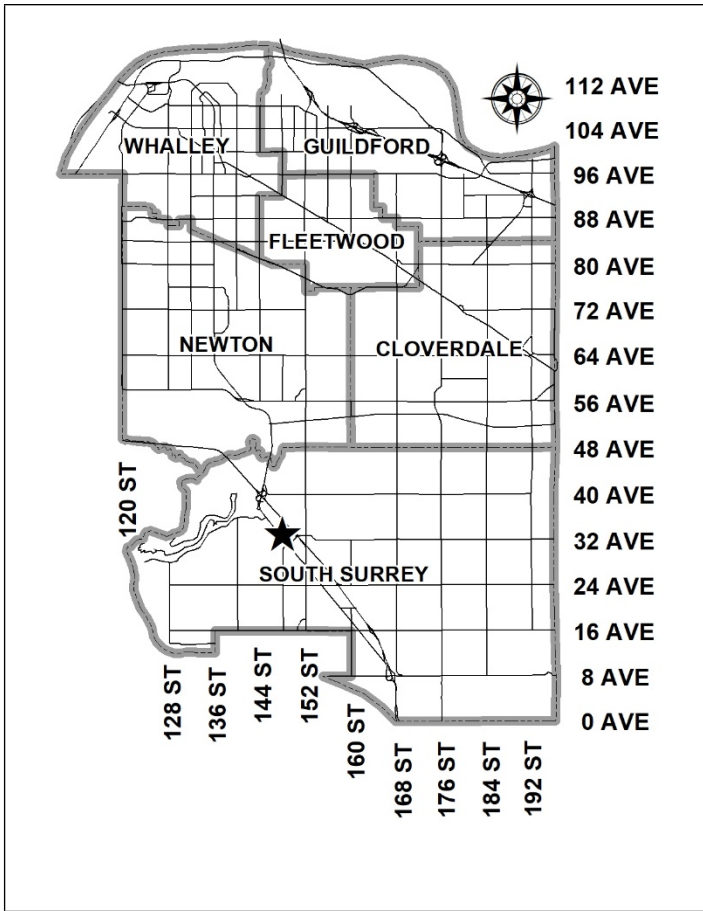 112 AVE
104 AVE
WHALLEY
GUILDFORD
96 AVE
88 AVE
FLEETWOOD
80 AVE
72 AVE
NEWTON
CLOVERDALE
64 AVE
56 AVE
48 AVE
120 ST
40 AVE
32 AVE
SOUTH SURREY
24 AVE
16 AVE
8 AVE
0 AVE
128 ST
136 ST
144 ST
152 ST
160 ST
168 ST
176 ST
184 ST
192 ST